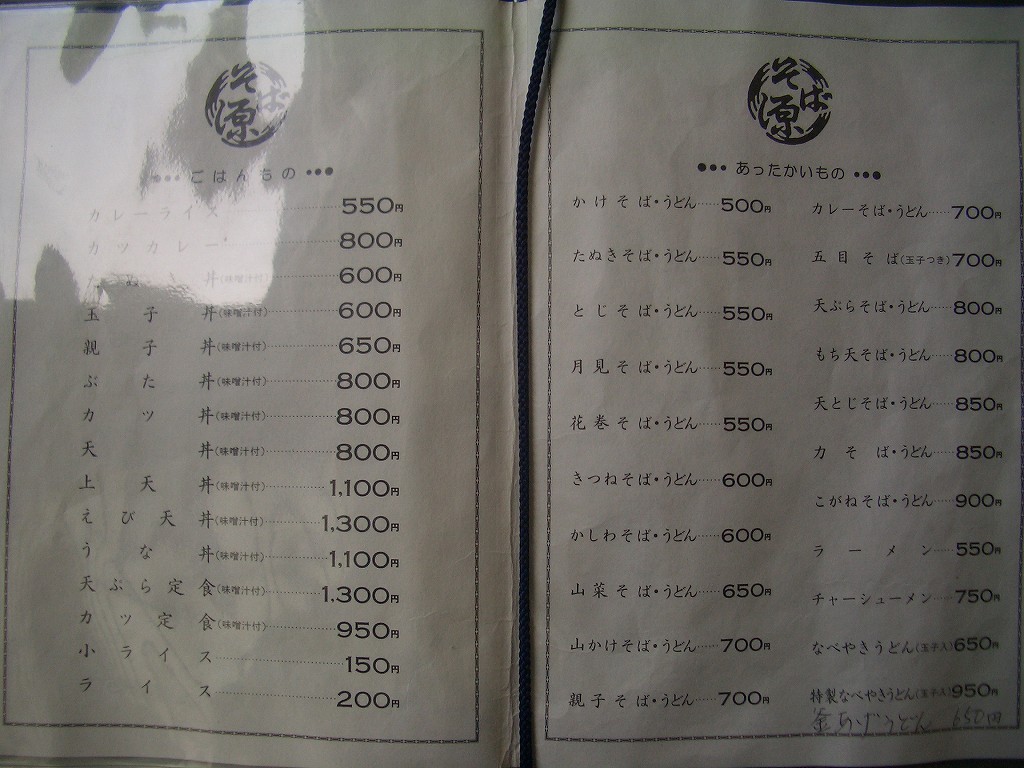 そば源
●●● ごはんもの ●●●
カレーライス 550円
カツカレー 800円
たぬき丼(味噌汁付) 600円
玉子丼(味噌汁付) 600円
親子丼(味噌汁付) 650円
ぶた丼(味噌汁付) 800円
カツ丼(味噌汁付) 800円
天丼(味噌汁付) 800円
上天丼(味噌汁付) 1,100円
えび天丼(味噌汁付) 1,300円
うな丼(味噌汁付) 1,100円
天ぷら定食(味噌汁付) 1,300円
カツ定食(味噌汁付) 950円
小ライス 150円
ライス 200円
そば源
●●● あったかいもの ●●●
かけそば・うどん 500円
たぬきそば・うどん 550円
とじそば・うどん 550円
月見そば・うどん 550円
花巻そば・うどん 550円
きつねそば・うどん 600円
かしわそば・うどん 600円
山菜そば・うどん 650円
山かけそば・うどん 700円
親子そば・うどん 700円
カレーそば・うどん 700円
五目そば(玉子つき) 700円
天ぷらそば・うどん 800円
もち天そば・うどん 800円
天とじそば・うどん 850円
力そば・うどん 850円
こがねそば・うどん 900円
ラーメン 550円
チャーシューメン 750円
なべやきうどん(玉子入) 650円
特製なべやきうどん(玉子入) 950円
釜あげうどん 650円